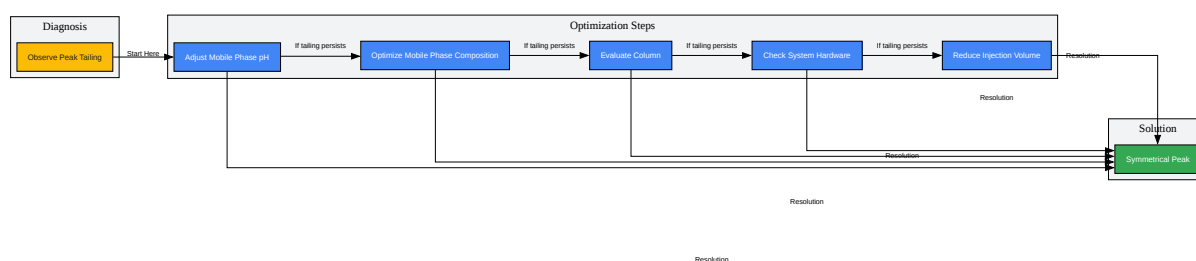 Diagnosis
Optimization Steps
Observe Peak Tailing
Start Here
Adjust Mobile Phase pH
If tailing persists
Optimize Mobile Phase Composition
If tailing persists
Evaluate Column
If tailing persists
Check System Hardware
If tailing persists
Reduce Injection Volume
Resolution
Resolution
Solution
Resolution
Symmetrical Peak
Resolution
Resolution